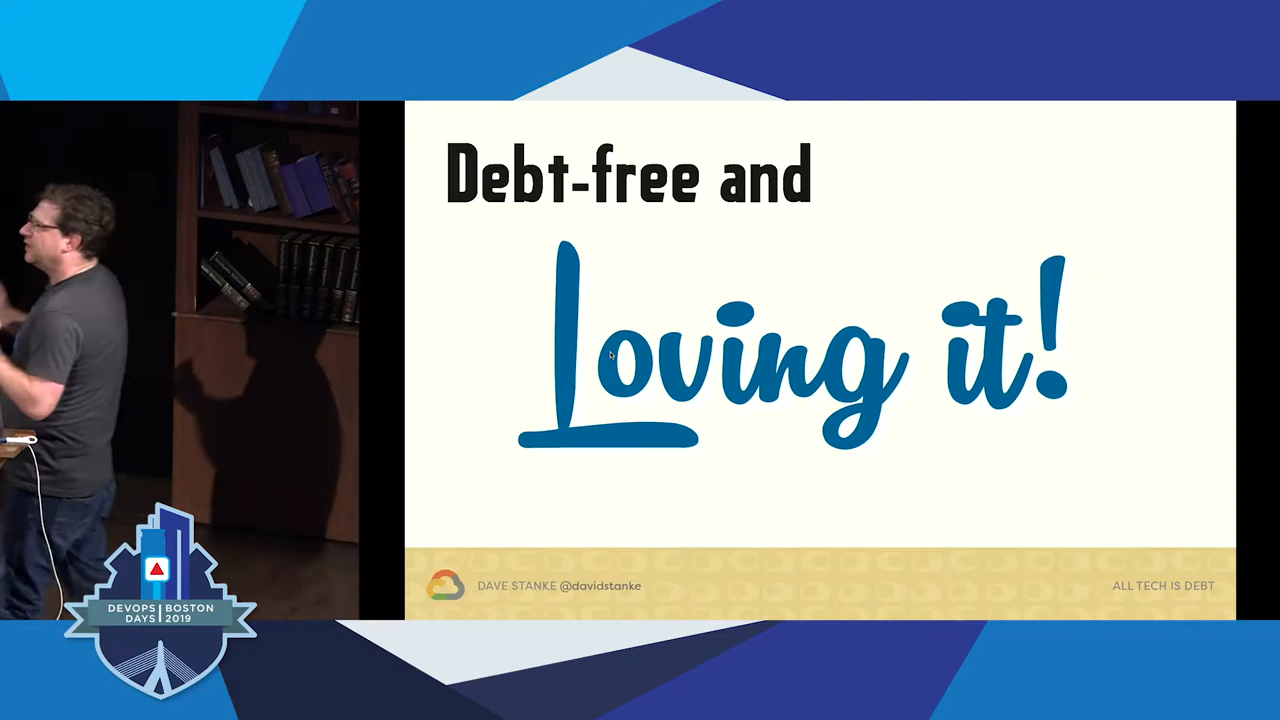 Debt-free and
Loving it!
DAVE STANKE @davidstanke
ALL TECH IS DEBT
DEVOPS BOSTON
DAYS 2019